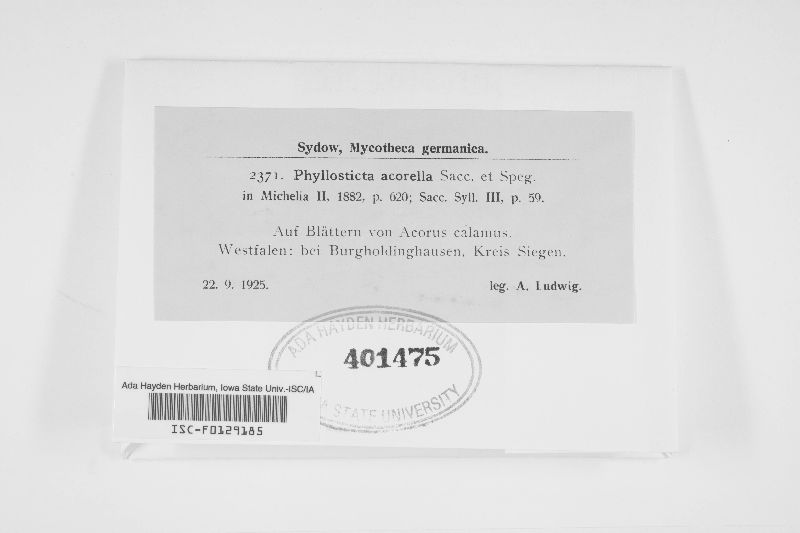 Sydow, Mycotheca germanica.
2371. Phyllosticta acorella Sacc. et Speg.
in Michelia II, 1882, p. 620; Sacc. Syll. III, p. 59.
Auf Blättern von Acorus calamus.
Westfalen: bei Burgholdinghausen, Kreis Siegen.
22. 9. 1925. leg. A. Ludwig.
ADA HAYDEN HERBARIUM
401475
STATE UNIVERSITY
Ada Hayden Herbarium, Iowa State Univ.-ISC/IA
ISC-F0129185